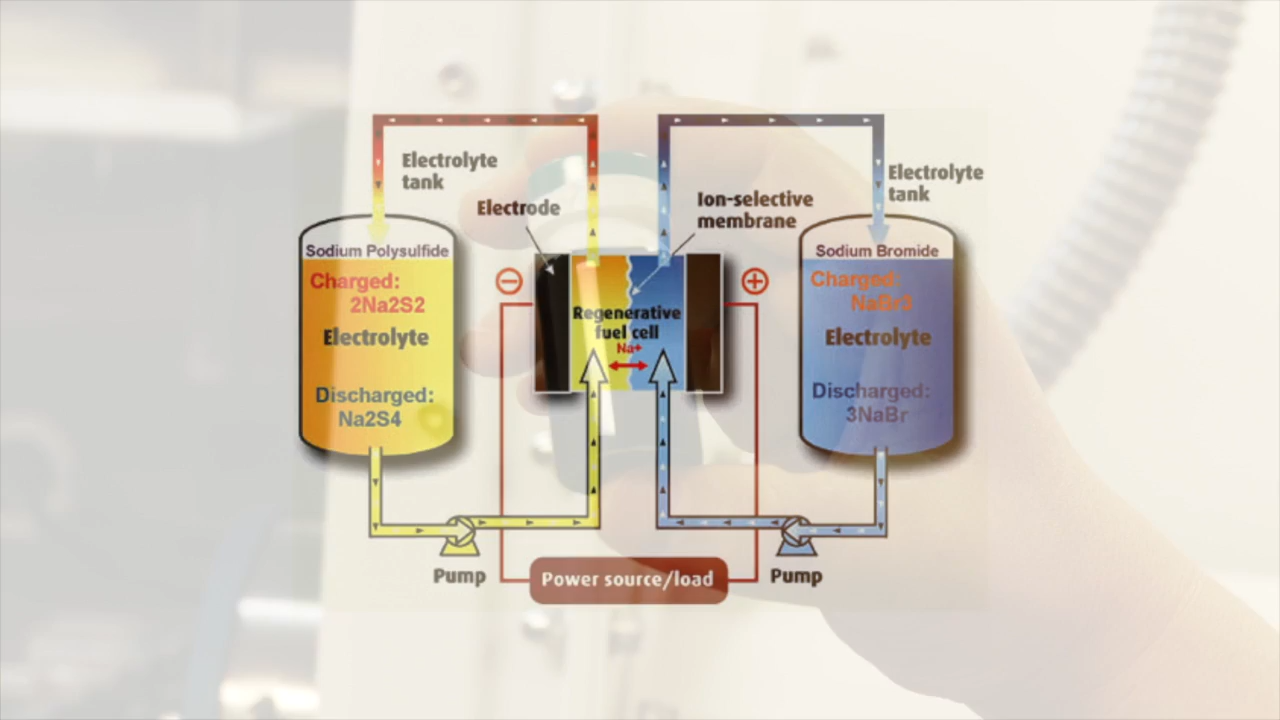 Electrolyte
tank
Electrode
Ion-selective
membrane
Electrolyte
tank
Sodium Polysulfide
Charged:
2Na2S2
Electrolyte
Discharged:
Na2S4
Regenerative
fuel cell
Na+
Sodium Bromide
Charged:
NaBr3
Electrolyte
Discharged:
3NaBr
Pump
Power source/load
Pump